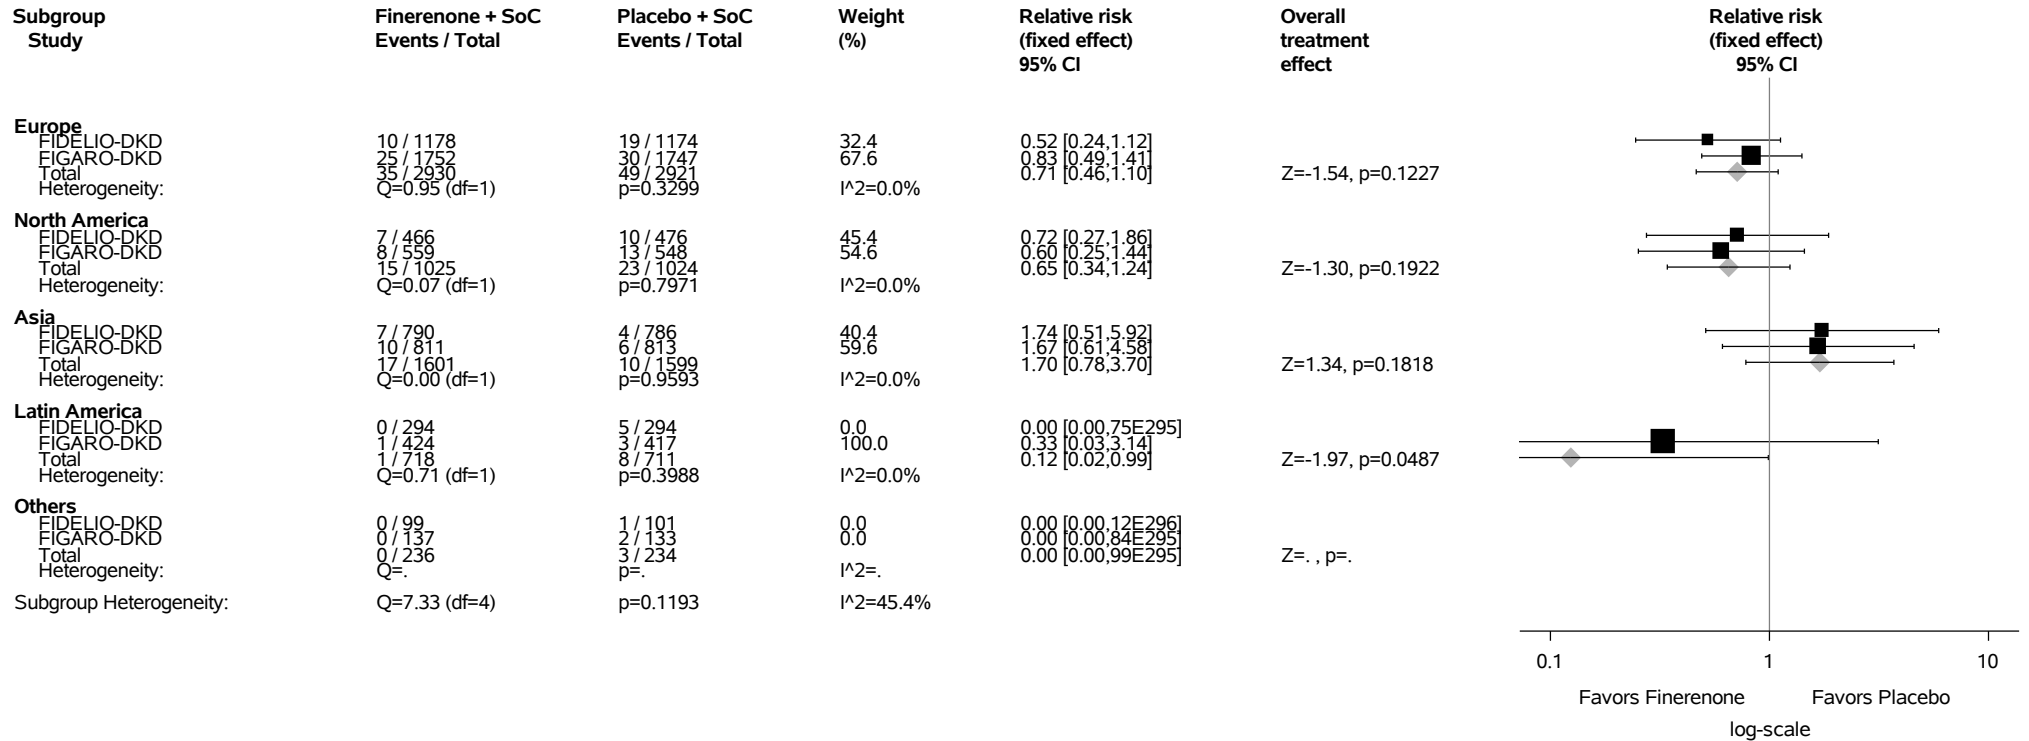 Subgroup Finerenone + SoC Placebo + SoC Weight Relative risk Overall Relative risk
Study Events / Total Events / Total (%) (fixed effect) treatment (fixed effect)
95% CI effect 95% CI
Europe
FIDELIO-DKD 10 / 1178 19 / 1174 32.4 0.52 [0.24,1.12]
FIGARO-DKD 25 / 1752 30 / 1747 67.6 0.83 [0.49,1.41]
Total 35 / 2930 49 / 2921 0.71 [0.46,1.10] Z=-1.54, p=0.1227
Heterogeneity: Q=0.95 (df=1) p=0.3299 I^2=0.0%
North America
FIDELIO-DKD 7 / 466 10 / 476 45.4 0.72 [0.27,1.86]
FIGARO-DKD 8 / 559 13 / 548 54.6 0.60 [0.25,1.44]
Total 15 / 1025 23 / 1024 0.65 [0.34,1.24] Z=-1.30, p=0.1922
Heterogeneity: Q=0.07 (df=1) p=0.7971 I^2=0.0%
Asia
FIDELIO-DKD 7 / 790 4 / 786 40.4 1.74 [0.51,5.92]
FIGARO-DKD 10 / 811 6 / 813 59.6 1.67 [0.61,4.58]
Total 17 / 1601 10 / 1599 1.70 [0.78,3.70] Z=1.34, p=0.1818
Heterogeneity: Q=0.00 (df=1) p=0.9593 I^2=0.0%
Latin America
FIDELIO-DKD 0 / 294 5 / 294 0.0 0.00 [0.00,75E295]
FIGARO-DKD 1 / 424 3 / 417 100.0 0.33 [0.03,3.14]
Total 1 / 718 8 / 711 0.12 [0.02,0.99] Z=-1.97, p=0.0487
Heterogeneity: Q=0.71 (df=1) p=0.3988 I^2=0.0%
Others
FIDELIO-DKD 0 / 99 1 / 101 0.0 0.00 [0.00,12E296]
FIGARO-DKD 0 / 137 2 / 133 0.0 0.00 [0.00,84E295]
Total 0 / 236 3 / 234 0.00 [0.00,99E295] Z=. , p=.
Heterogeneity: Q=. p=. I^2=.
Subgroup Heterogeneity: Q=7.33 (df=4) p=0.1193 I^2=45.4%
0.1 1 10
Favors Finerenone Favors Placebo
log-scale